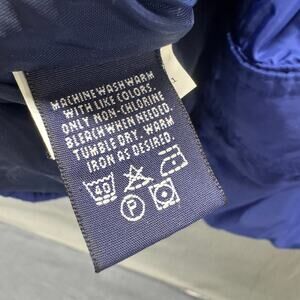 MACHINE WASH WARM
WITH LIKE COLORS.
ONLY NON-CHLORINE
BLEACH WHEN NEEDED.
TUMBLE DRY. WARM
IRON AS DESIRED.
40
P